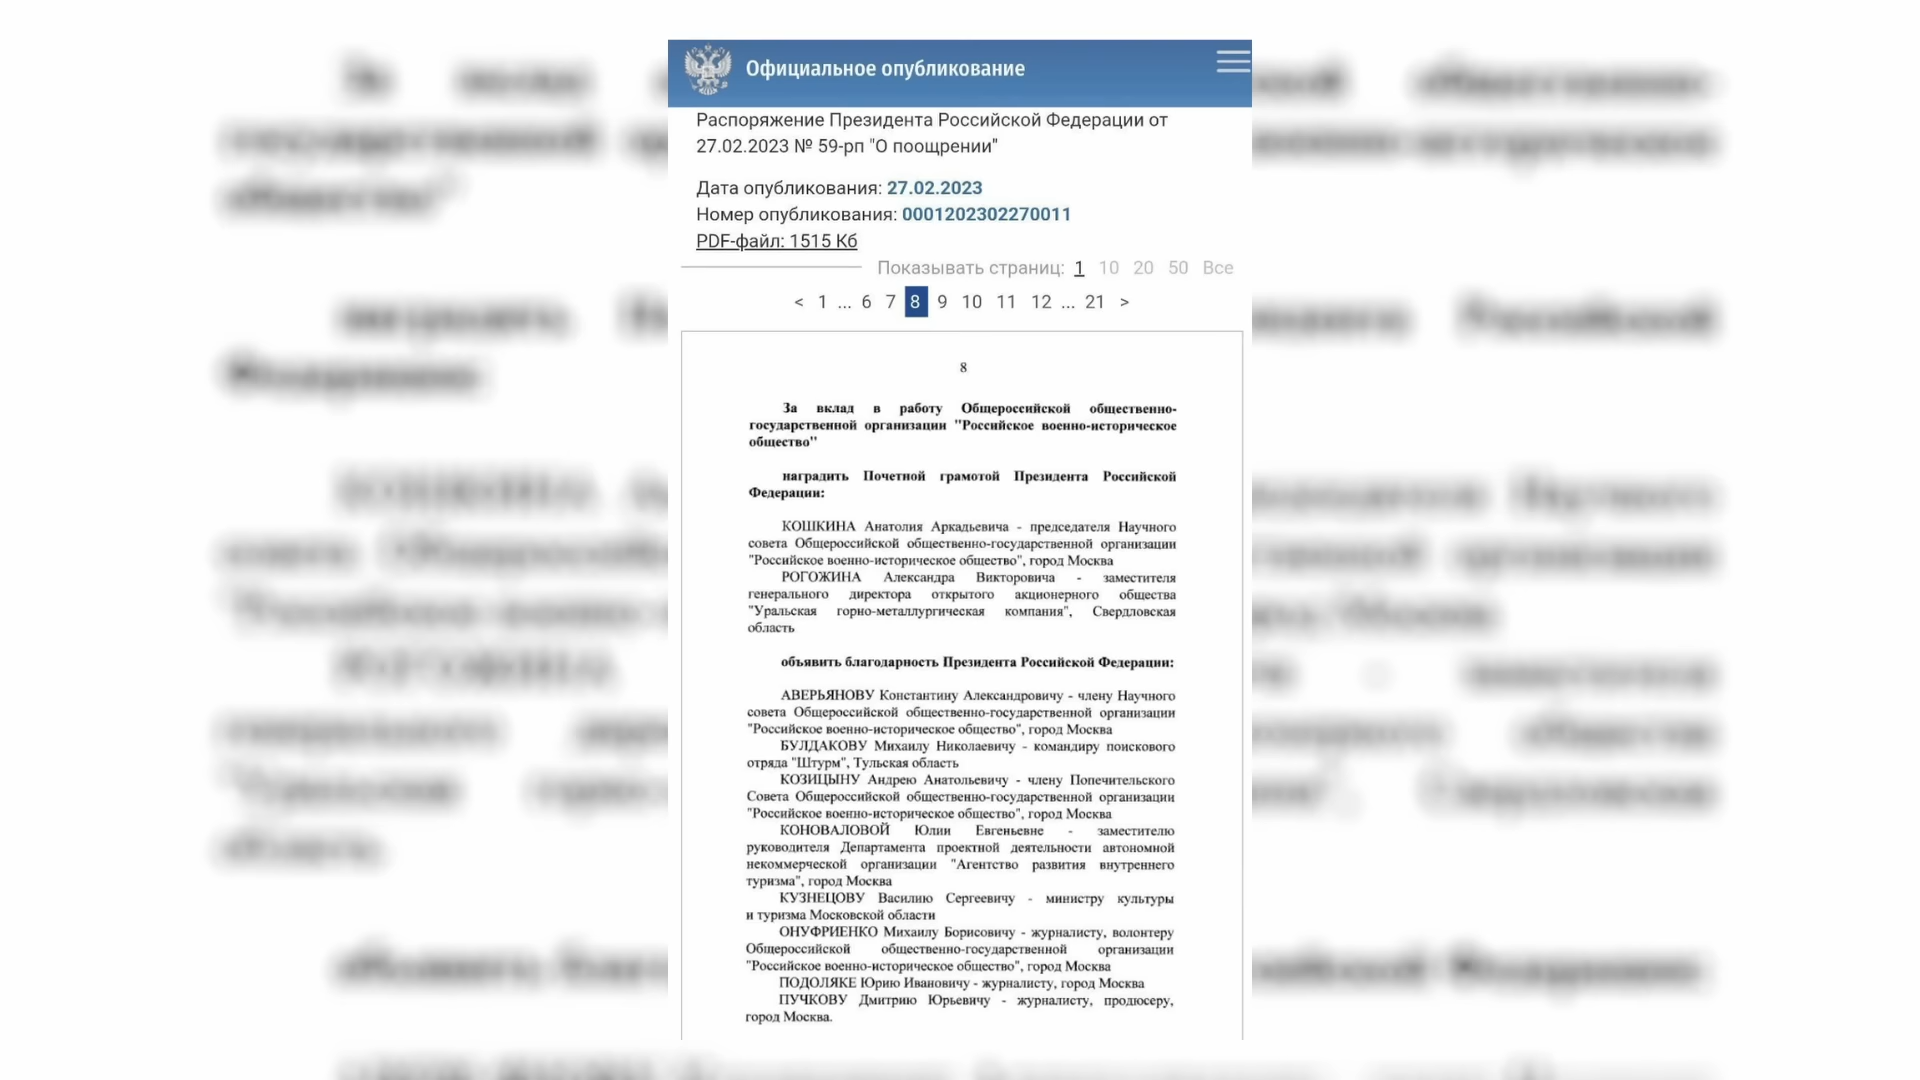 Официальное опубликование
Распоряжение Президента Российской Федерации от
27.02.2023 № 59-рп "О поощрении"
Дата опубликования: 27.02.2023
Номер опубликования: 0001202302270011
PDF-файл: 1515 Кб
Показывать страниц: 1 10 20 50 Все
< 1 ... 6 7 8 9 10 11 12 ... 21 >
8
За вклад в работу Общероссийской общественно-
государственной организации "Российское военно-историческое
общество"
наградить Почетной грамотой Президента Российской
Федерации:
КОШКИНА Анатолия Аркадьевича - председателя Научного
совета Общероссийской общественно-государственной организации
"Российское военно-историческое общество", город Москва
РОГОЖИНА Александра Викторовича - заместителя
генерального директора открытого акционерного общества
"Уральская горно-металлургическая компания", Свердловская
область
объявить благодарность Президента Российской Федерации:
АВЕРЬЯНОВУ Константину Александровичу - члену Научного
совета Общероссийской общественно-государственной организации
"Российское военно-историческое общество", город Москва
БУЛДАКОВУ Михаилу Николаевичу - командиру поискового
отряда "Штурм", Тульская область
КОЗИЦЫНУ Андрею Анатольевичу - члену Попечительского
Совета Общероссийской общественно-государственной организации
"Российское военно-историческое общество", город Москва
КОНОВАЛОВОЙ Юлии Евгеньевне - заместителю
руководителя Департамента проектной деятельности автономной
некоммерческой организации "Агентство развития внутреннего
туризма", город Москва
КУЗНЕЦОВУ Василию Сергеевичу - министру культуры
и туризма Московской области
ОНУФРИЕНКО Михаилу Борисовичу - журналисту, волонтеру
Общероссийской общественно-государственной организации
"Российское военно-историческое общество", город Москва
ПОДОЛЯКЕ Юрию Ивановичу - журналисту, город Москва
ПУЧКОВУ Дмитрию Юрьевичу - журналисту, продюсеру,
город Москва.